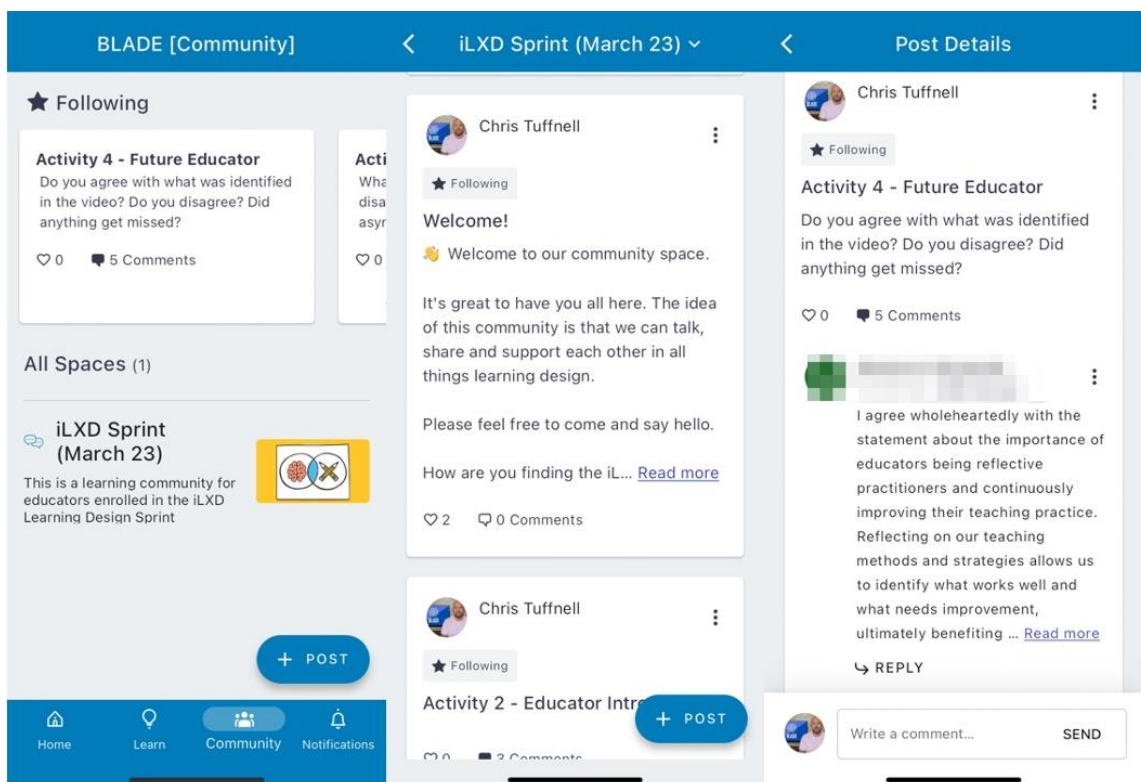 BLADE [Community]
Following
Activity 4 - Future Educator
Do you agree with what was identified
in the video? Do you disagree? Did
anything get missed?
0
5 Comments
Acti
Wha
disa
asyr
0
All Spaces (1)
iLXD Sprint
(March 23)
This is a learning community for
educators enrolled in the iLXD
Learning Design Sprint
+ POST
Home
Learn
Community
Notifications
iLXD Sprint (March 23)
Chris Tuffnell
Following
Welcome!
👋 Welcome to our community space.
It's great to have you all here. The idea
of this community is that we can talk,
share and support each other in all
things learning design.
Please feel free to come and say hello.
How are you finding the iL... Read more
2
0 Comments
Chris Tuffnell
Following
Activity 2 - Educator Intr
+ POST
0
3 Comments
Post Details
Chris Tuffnell
Following
Activity 4 - Future Educator
Do you agree with what was identified
in the video? Do you disagree? Did
anything get missed?
0
5 Comments
I agree wholeheartedly with the
statement about the importance of
educators being reflective
practitioners and continuously
improving their teaching practice.
Reflecting on our teaching
methods and strategies allows us
to identify what works well and
what needs improvement,
ultimately benefiting ... Read more
REPLY
Write a comment...
SEND